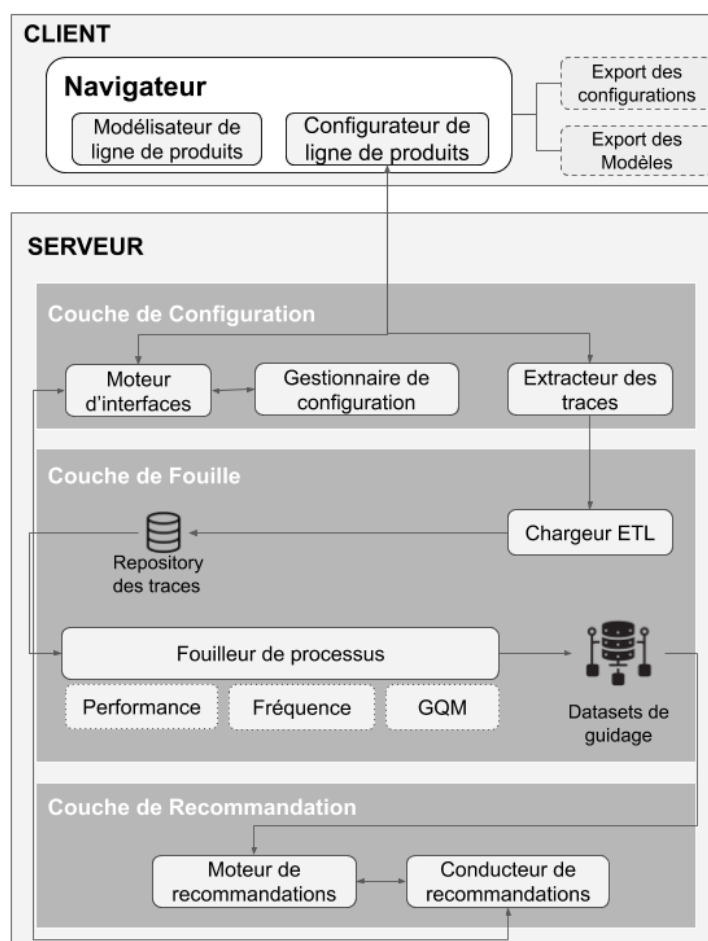 CLIENT
Navigateur
Modélisateur de
ligne de produits
Configurateur de
ligne de produits
Export des
configurations
Export des
Modèles
SERVEUR
Couche de Configuration
Moteur
d'interfaces
Gestionnaire de
configuration
Extracteur des
traces
Couche de Fouille
Chargeur ETL
Repository
des traces
Fouilleur de processus
Performance
Fréquence
GQM
Datasets de
guidage
Couche de Recommandation
Moteur de
recommandations
Conducteur de
recommandations